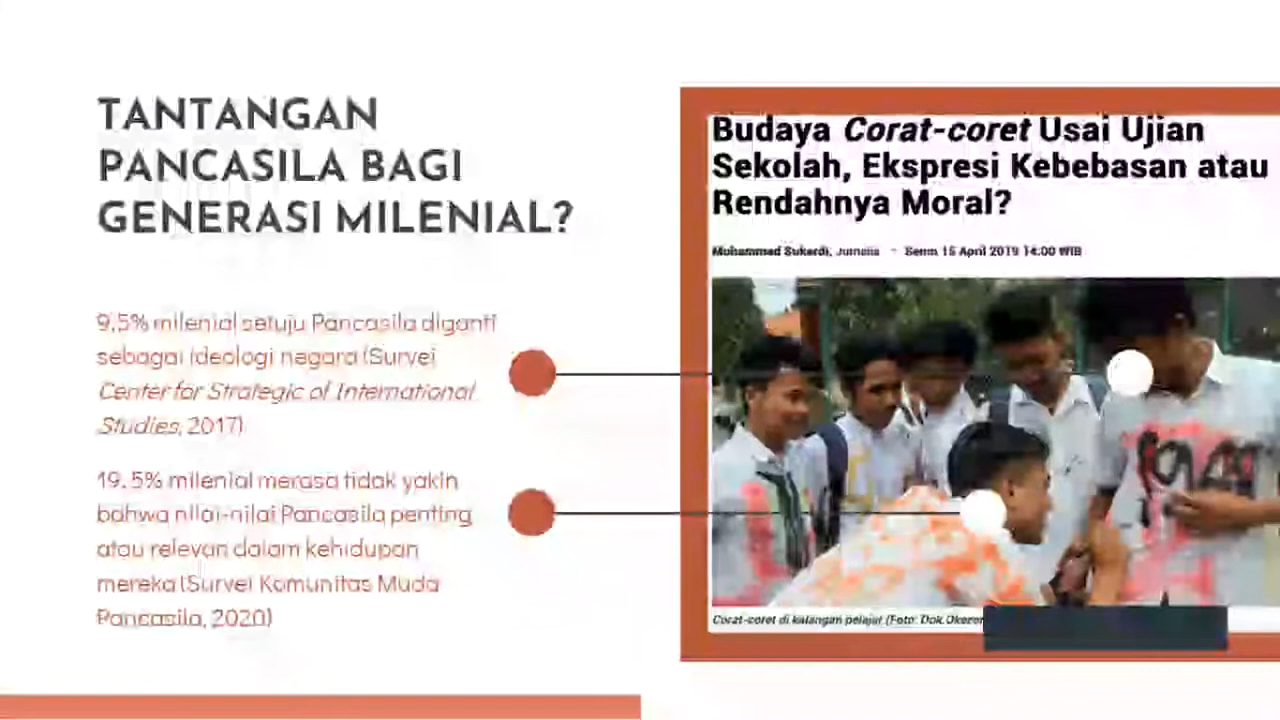 TANTANGAN
PANCASILA BAGI
GENERASI MILENIAL?
9,5% milenial setuju Pancasila diganti
sebagai ideologi negara (Survei
Center for Strategic of International
Studies, 2017)
19,5% milenial merasa tidak yakin
bahwa nilai-nilai Pancasila penting
atau relevan dalam kehidupan
mereka (Survei Komunitas Muda
Pancasila, 2020)
Budaya Corat-coret Usai Ujian
Sekolah, Ekspresi Kebebasan atau
Rendahnya Moral?
Muhammad Sukardi, Jurnalis - Senin 15 April 2019 14:00 WIB
Corat-coret di kalangan pelajar (Foto: Dok.Okezon